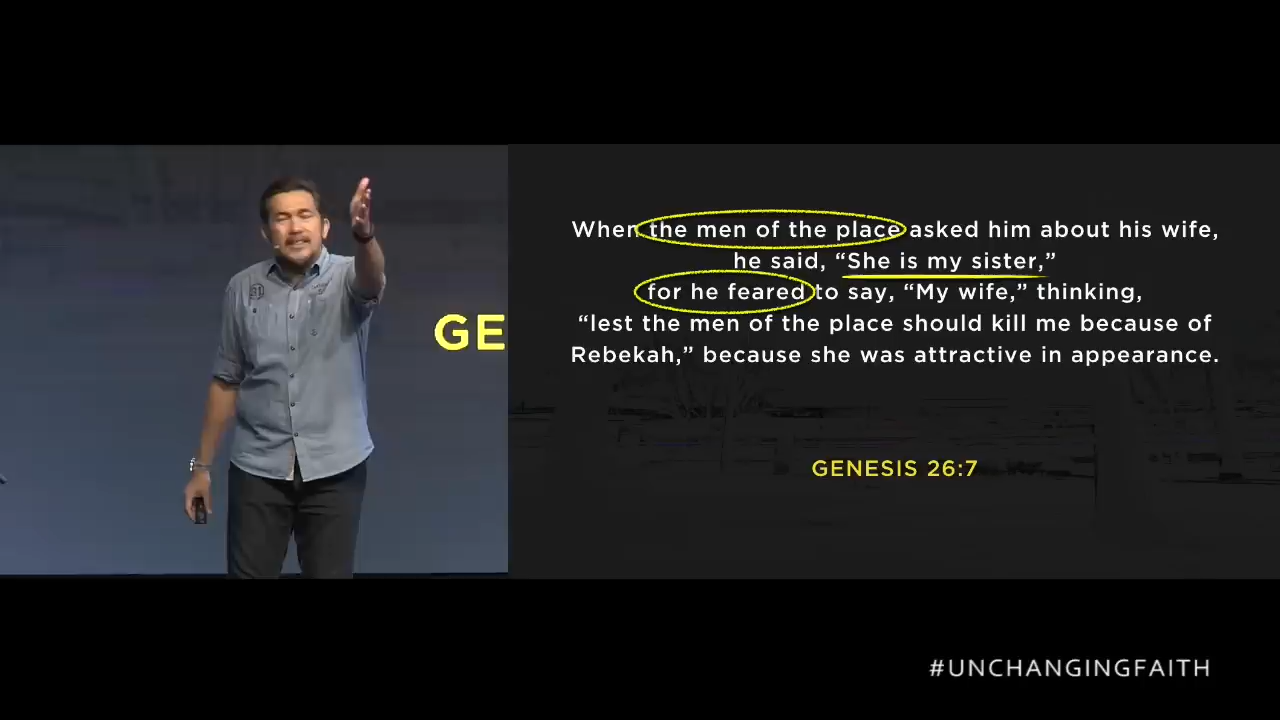 GE
When the men of the place asked him about his wife,
he said, “She is my sister,”
for he feared to say, “My wife,” thinking,
“lest the men of the place should kill me because of
Rebekah,” because she was attractive in appearance.
GENESIS 26:7
#UNCHANGINGFAITH